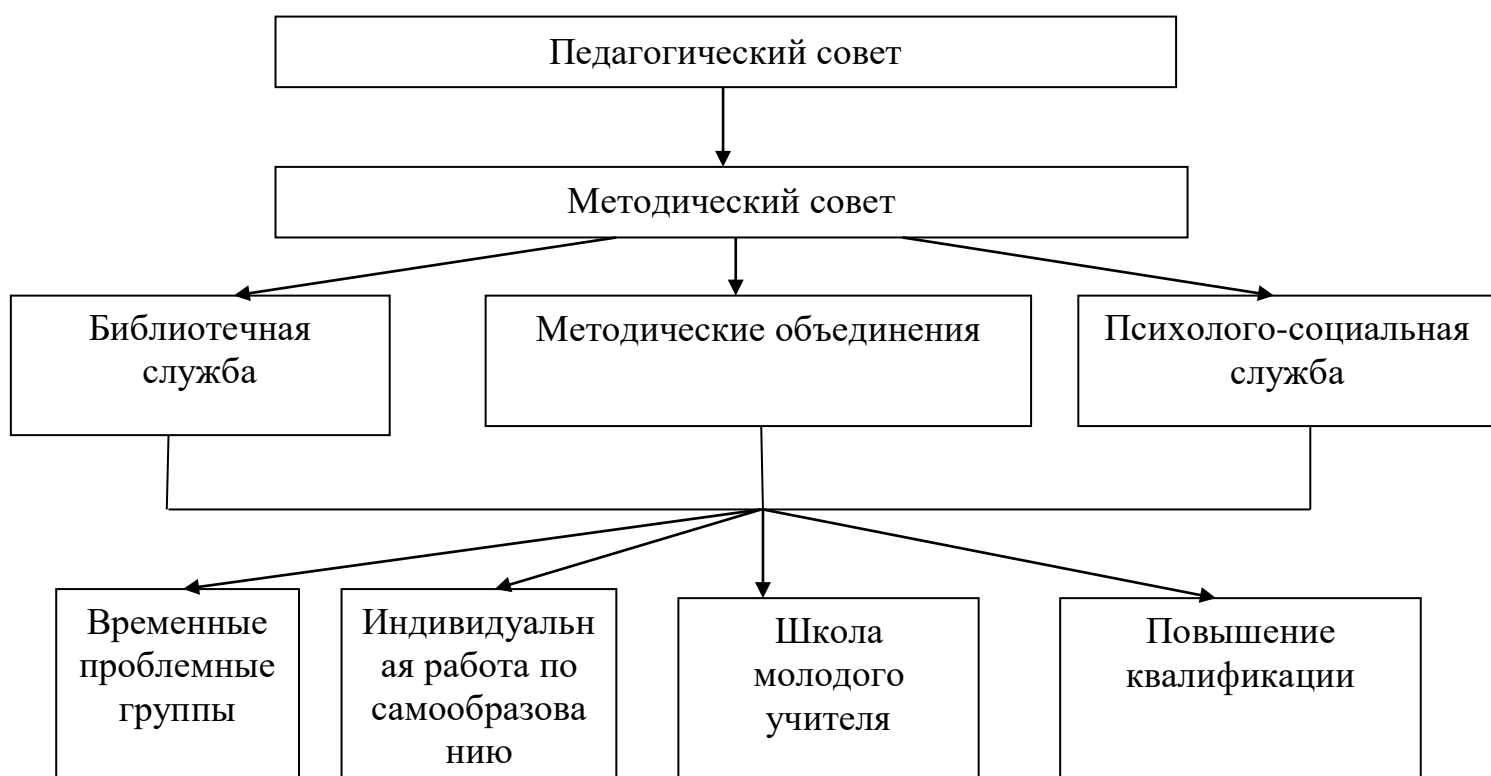 Педагогический совет
Методический совет
Библиотечная
служба
Методические объединения
Психолого-социальная
служба
Временные
проблемные
группы
Индивидуальн
ая работа по
самообразова
нию
Школа
молодого
учителя
Повышение
квалификации